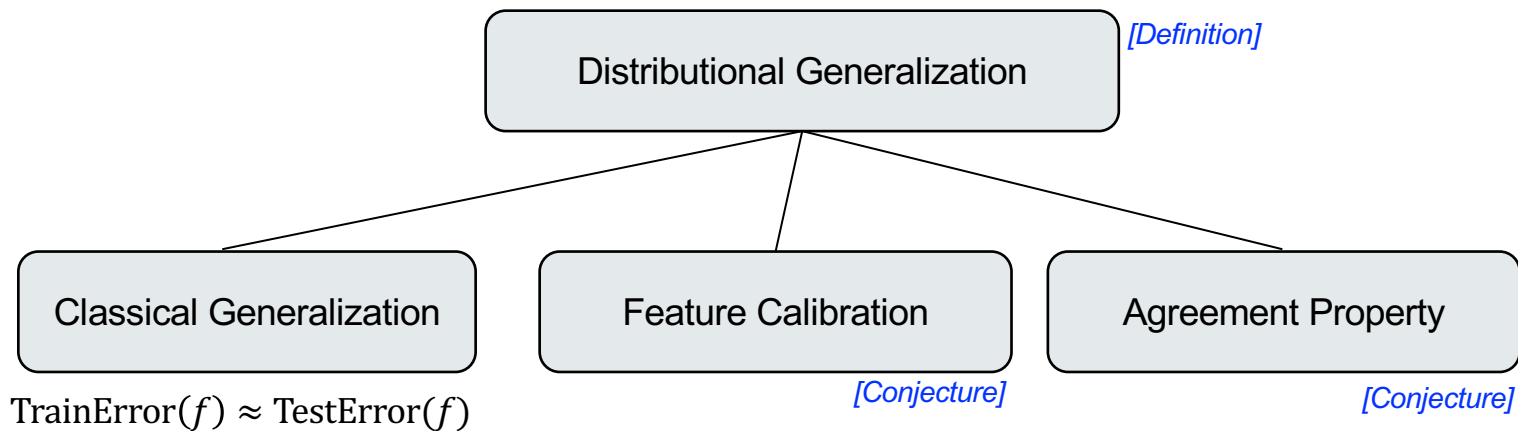 Distributional Generalization
[Definition]
Classical Generalization
Feature Calibration
Agreement Property
TrainError(f) ≈ TestError(f)
[Conjecture]
[Conjecture]